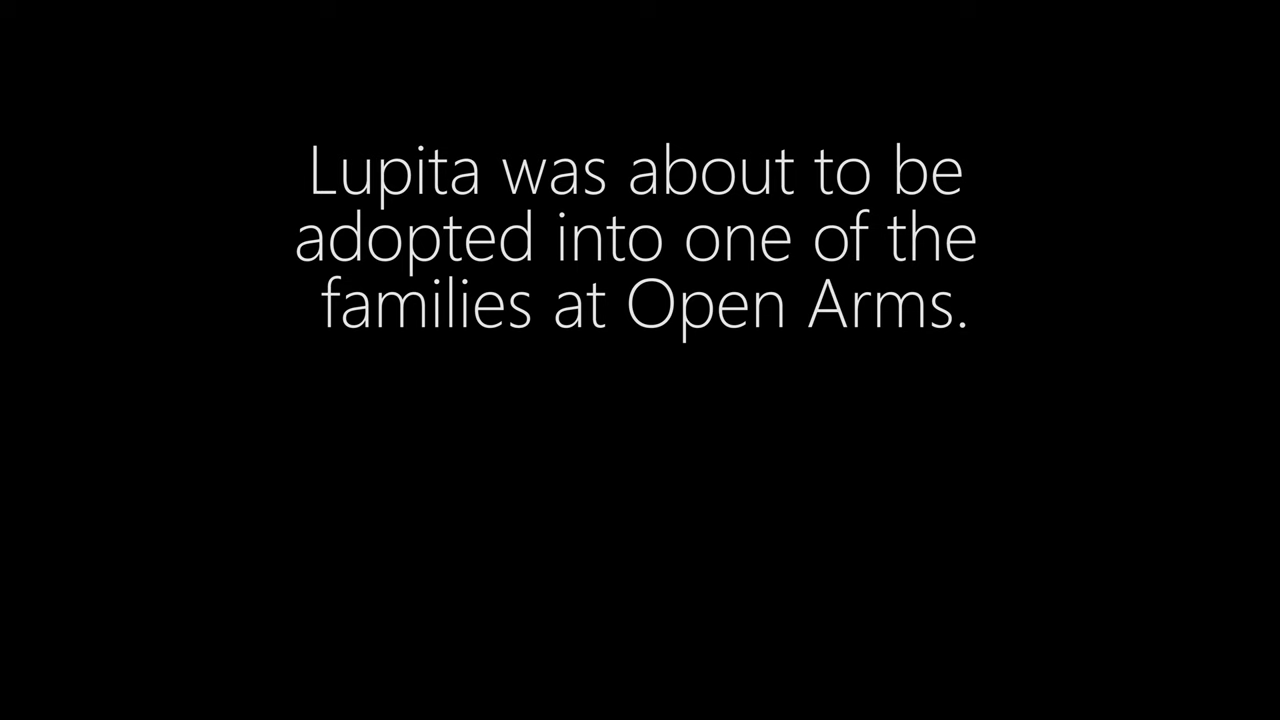 Lupita was about to be
adopted into one of the
families at Open Arms.